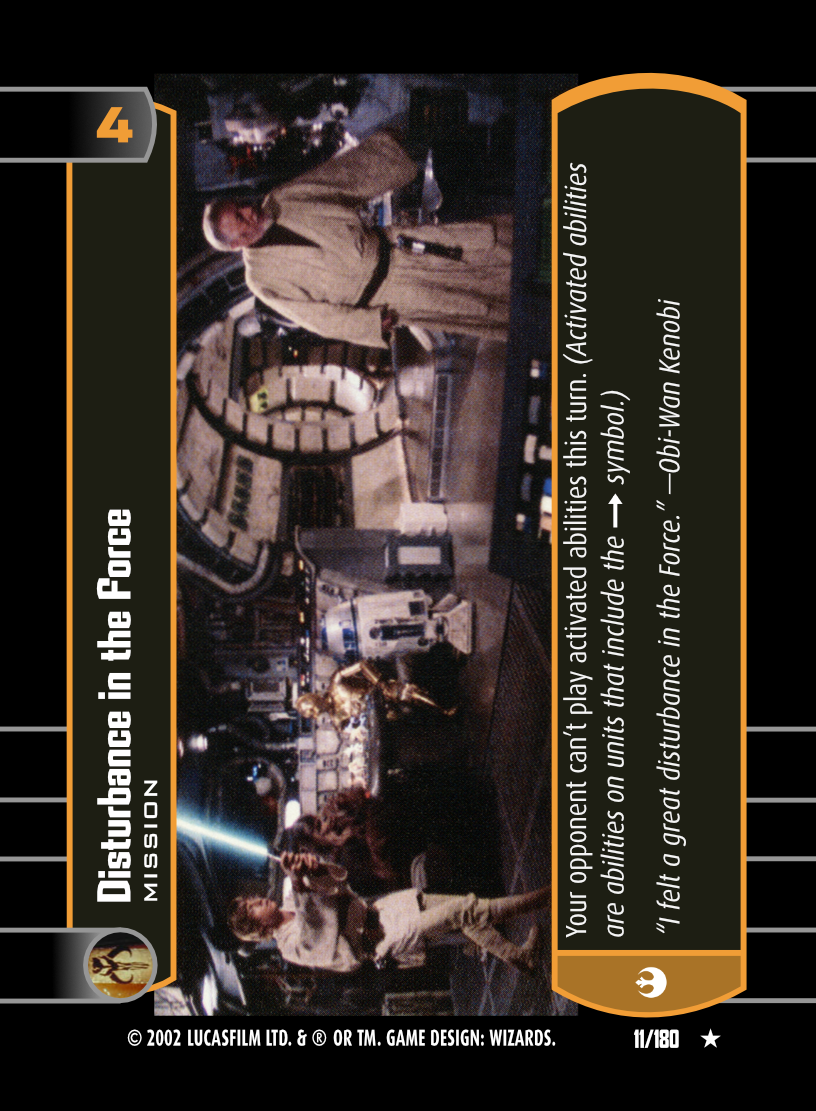 4
Disturbance in the Force
MISSION
Your opponent can't play activated abilities this turn. (Activated abilities
are abilities on units that include the → symbol.)
"I felt a great disturbance in the Force." —Obi-Wan Kenobi
© 2002 LUCASFILM LTD. & ® OR TM. GAME DESIGN: WIZARDS.
11/180 ★